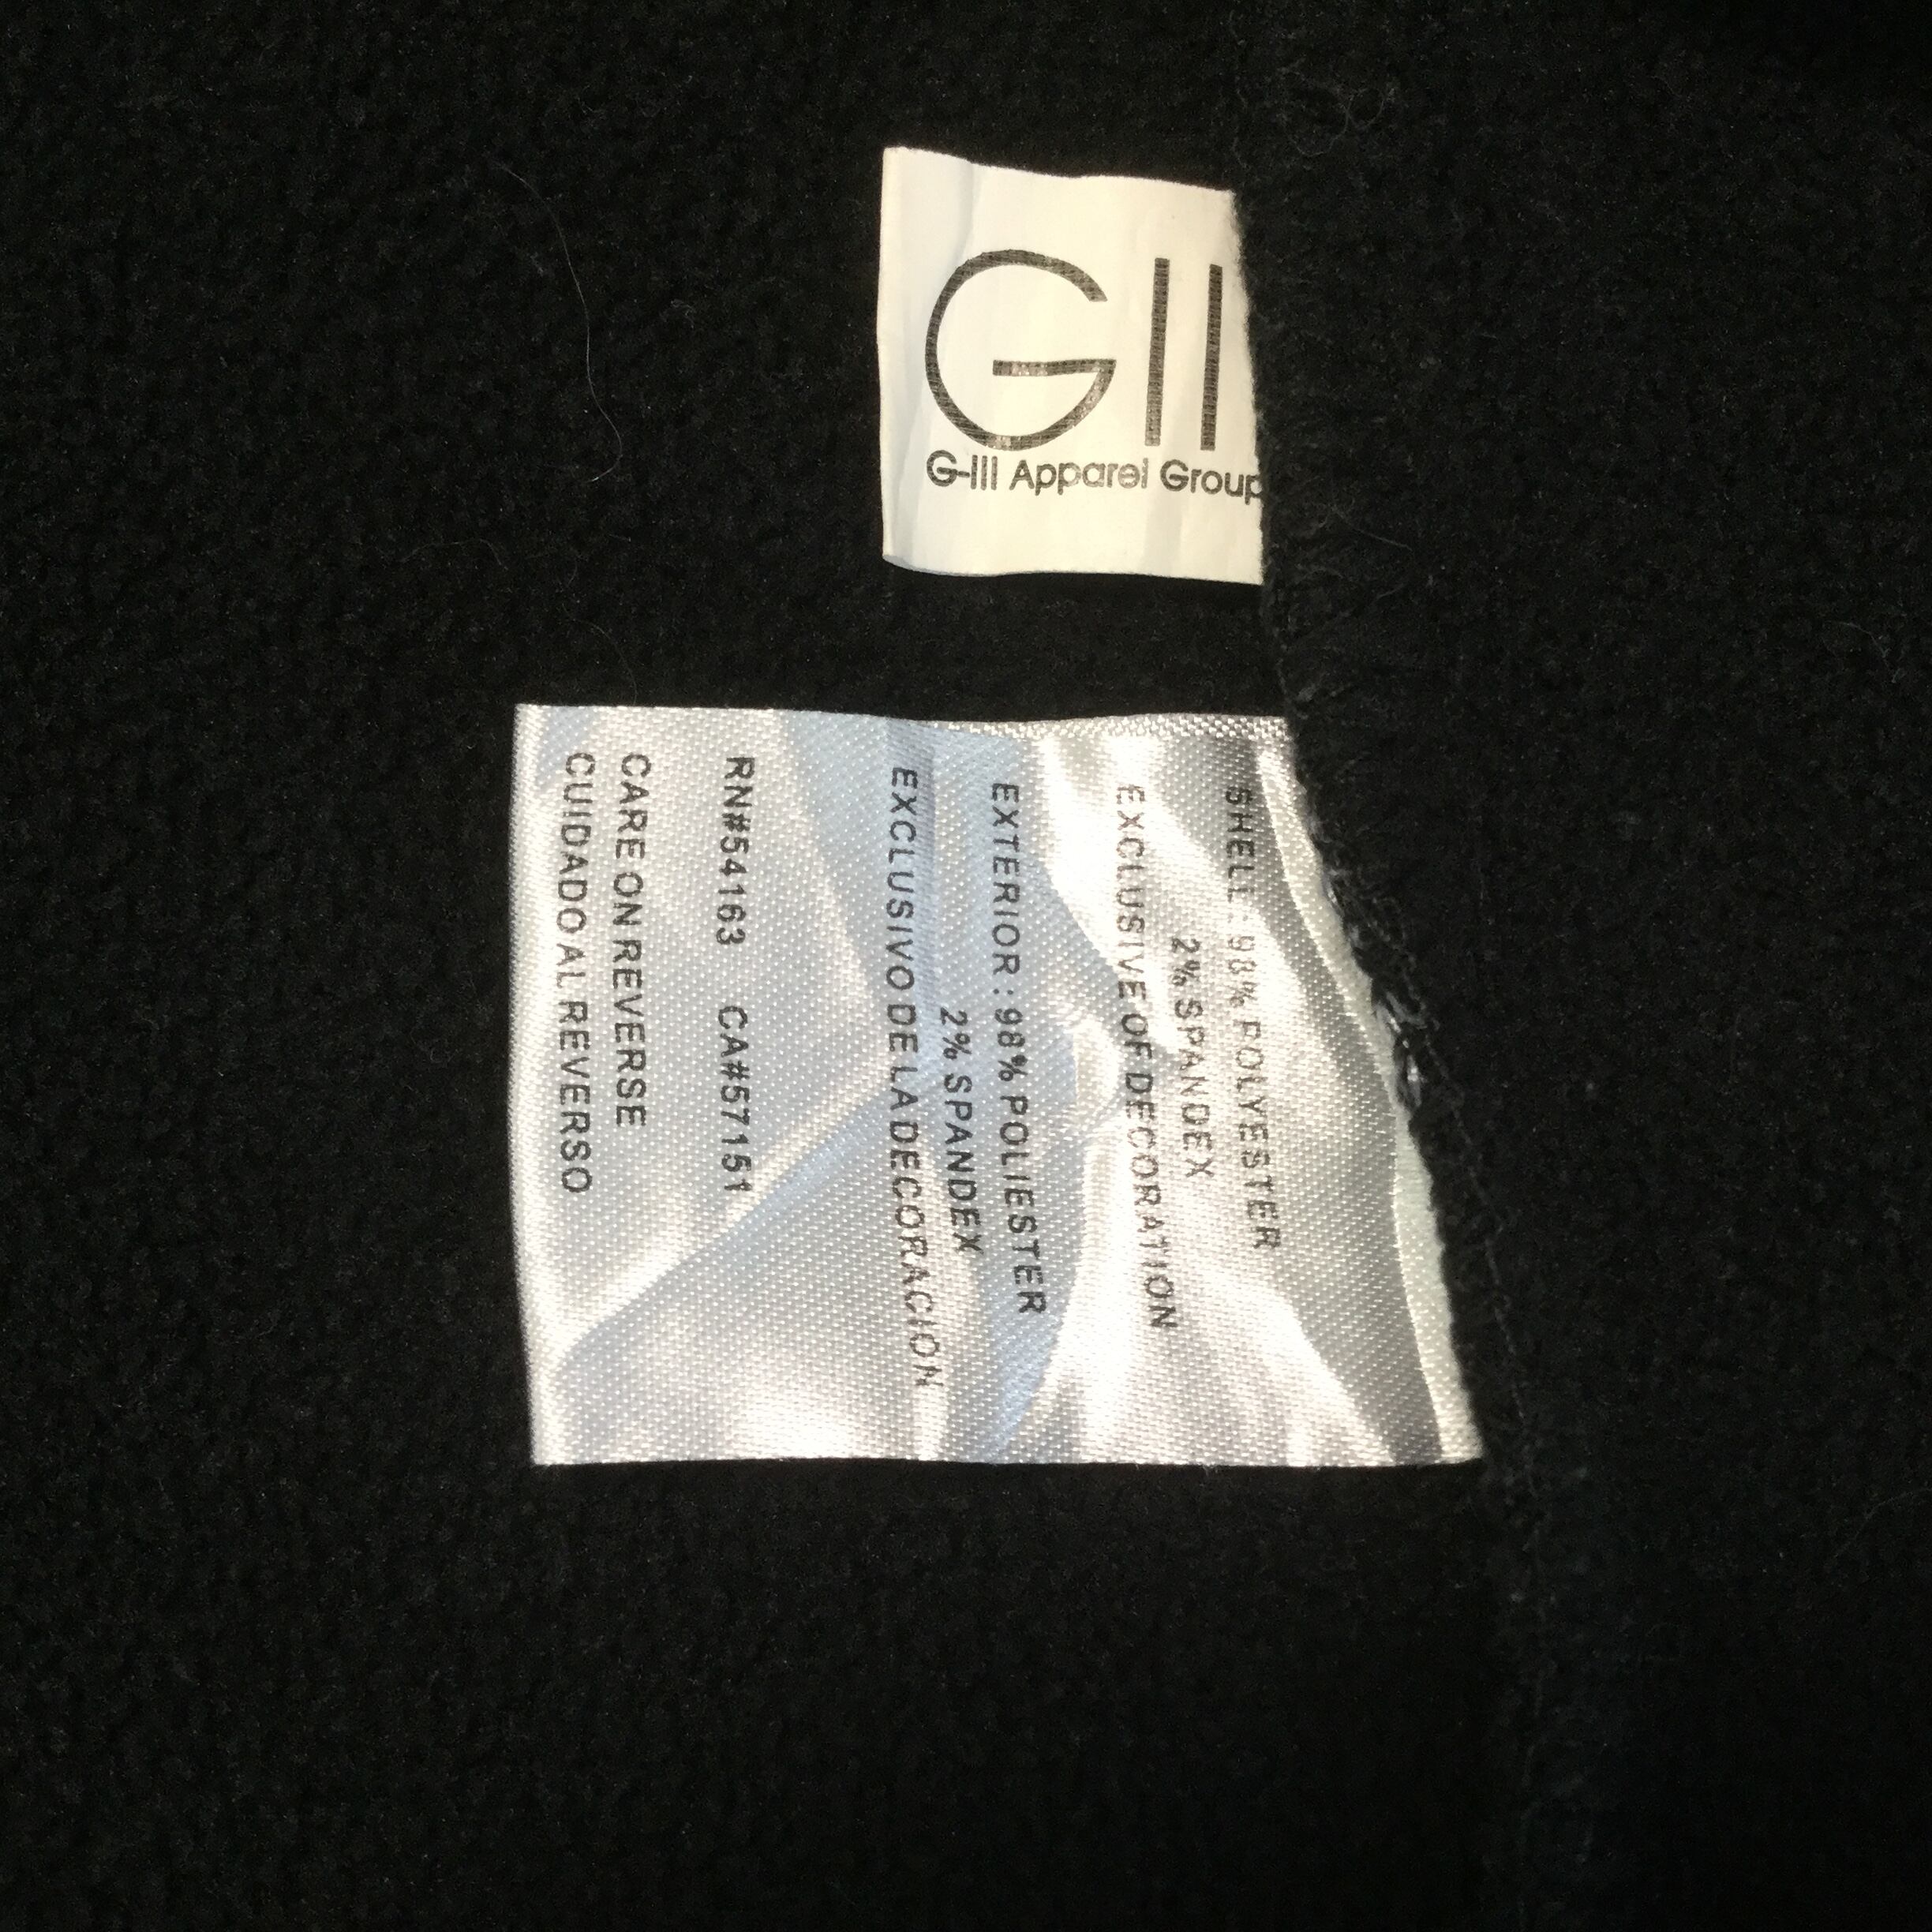 GII
G-III Apparel Group
SHELL : 98% POLYESTER
2% SPANDEX
EXCLUSIVE OF DECORATION
EXTERIOR : 98% POLIESTER
2% SPANDEX
EXCLUSIVO DE LA DECORACION
RN#54163 CA#57151
CARE ON REVERSE
CUIDADO AL REVERSO